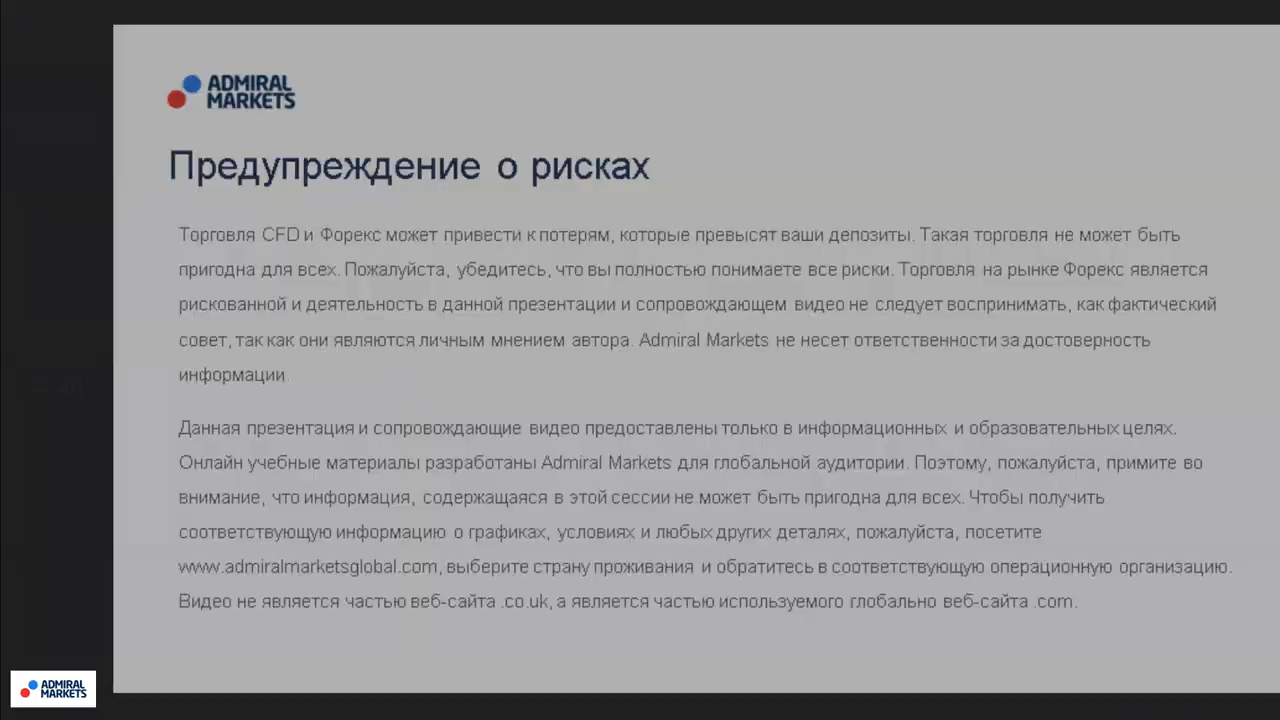 ADMIRAL
MARKETS
Предупреждение о рисках
Торговля CFD и Форекс может привести к потерям, которые превысят ваши депозиты. Такая торговля не может быть
пригодна для всех. Пожалуйста, убедитесь, что вы полностью понимаете все риски. Торговля на рынке Форекс является
рискованной и деятельность в данной презентации и сопровождающем видео не следует воспринимать, как фактический
совет, так как они являются личным мнением автора. Admiral Markets не несет ответственности за достоверность
информации
Данная презентация и сопровождающие видео предоставлены только в информационных и образовательных целях.
Онлайн учебные материалы разработаны Admiral Markets для глобальной аудитории. Поэтому, пожалуйста, примите во
внимание, что информация, содержащаяся в этой сессии не может быть пригодна для всех. Чтобы получить
соответствующую информацию о графиках, условиях и любых других деталях, пожалуйста, посетите
www.admiralmarketsglobal.com, выберите страну проживания и обратитесь в соответствующую операционную организацию.
Видео не является частью веб-сайта .co.uk, а является частью используемого глобально веб-сайта .com.
ADMIRAL
MARKETS